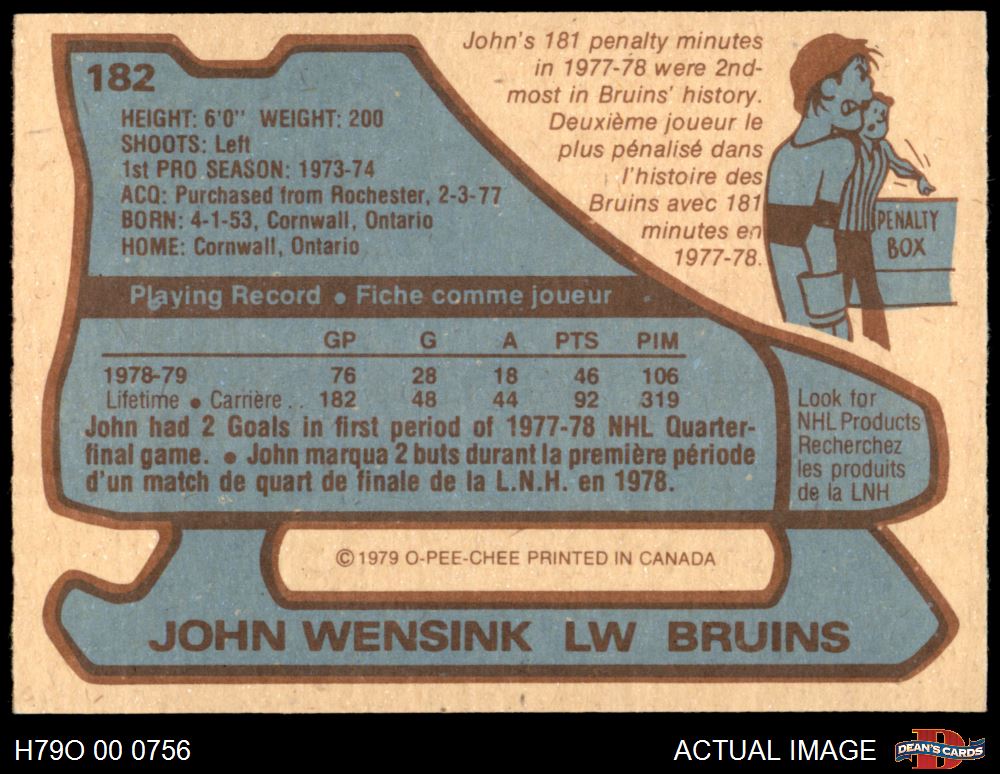 182
HEIGHT: 6'0" WEIGHT: 200
SHOOTS: Left
1st PRO SEASON: 1973-74
ACQ: Purchased from Rochester, 2-3-77
BORN: 4-1-53, Cornwall, Ontario
HOME: Cornwall, Ontario
John's 181 penalty minutes
in 1977-78 were 2nd-
most in Bruins' history.
Deuxième joueur le
plus pénalisé dans
l'histoire des
Bruins avec 181
minutes en
1977-78.
PENALTY
BOX
Playing Record • Fiche comme joueur
GP G A PTS PIM
1978-79 76 28 18 46 106
Lifetime • Carrière .. 182 48 44 92 319
John had 2 Goals in first period of 1977-78 NHL Quarter-
final game. • John marqua 2 buts durant la première période
d'un match de quart de finale de la L.N.H. en 1978.
Look for
NHL Products
Recherchez
les produits
de la LNH
© 1979 O-PEE-CHEE PRINTED IN CANADA
JOHN WENSINK LW BRUINS
H79O 00 0756
ACTUAL IMAGE
D
DEAN'S CARDS